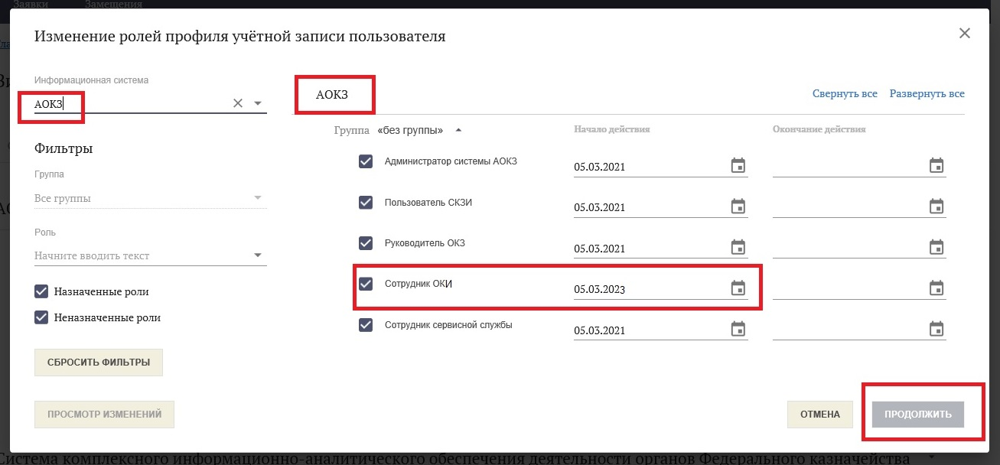 Заявки Замещения
Изменение ролей профиля учётной записи пользователя
Информационная система
АОКЗ
АОКЗ
Свернуть все Развернуть все
Фильтры
Группа
Все группы
Роль
Начните вводить текст
Назначенные роли
Неназначенные роли
СБРОСИТЬ ФИЛЬТРЫ
ПРОСМОТР ИЗМЕНЕНИЙ
Группа «без группы» Начало действия Окончание действия
Администратор системы АОКЗ 05.03.2021
Пользователь СКЗИ 05.03.2021
Руководитель ОКЗ 05.03.2021
Сотрудник ОКИ 05.03.2023
Сотрудник сервисной службы 05.03.2021
ОТМЕНА ПРОДОЛЖИТЬ
Система комплексного информационно-аналитического обеспечения деятельности органов Федерального казначейства